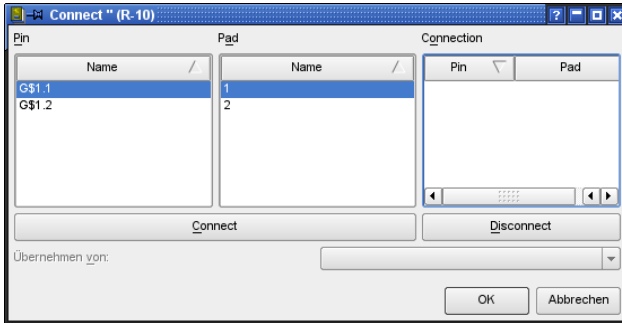 Connect '' (R-10)
Pin Pad Connection
Name Name Pin Pad
G$1.1 1
G$1.2 2
Connect Disconnect
Übernehmen von:
OK Abbrechen